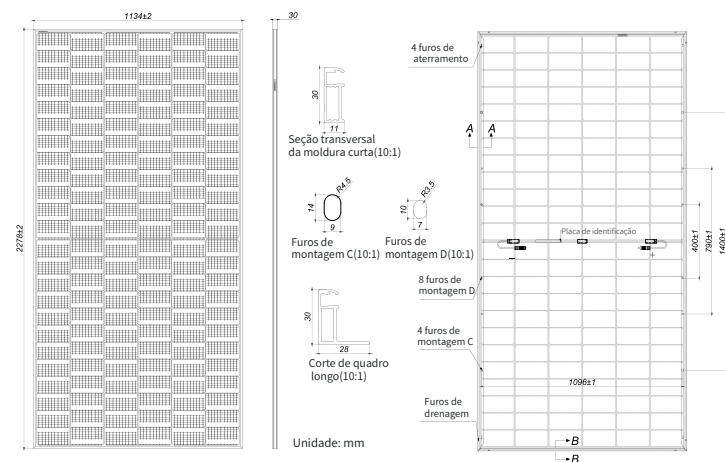 1134±2
30
2278±2
30
11
Seção transversal
da moldura curta(10:1)
R4.5
14
9
R3.5
10
7
Furos de
montagem C(10:1)
Furos de
montagem D(10:1)
30
28
Corte de quadro
longo(10:1)
Unidade: mm
4 furos de
aterramento
A
A
Placa de identificação
-
+
8 furos de
montagem D
4 furos de
montagem C
Furos de
drenagem
1096±1
400±1
790±1
1400±1
B
B